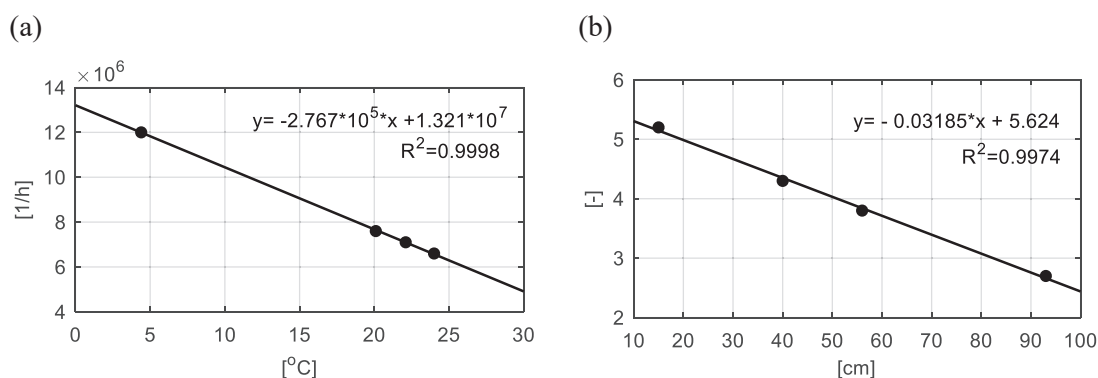 (a)
× 10^6
14
12
10
8
6
4
[1/h]
y= -2.767*10^5*x +1.321*10^7
R^2=0.9998
0 5 10 15 20 25 30
[°C]
(b)
6
5
4
3
2
[-]
y= - 0.03185*x + 5.624
R^2=0.9974
10 20 30 40 50 60 70 80 90 100
[cm]